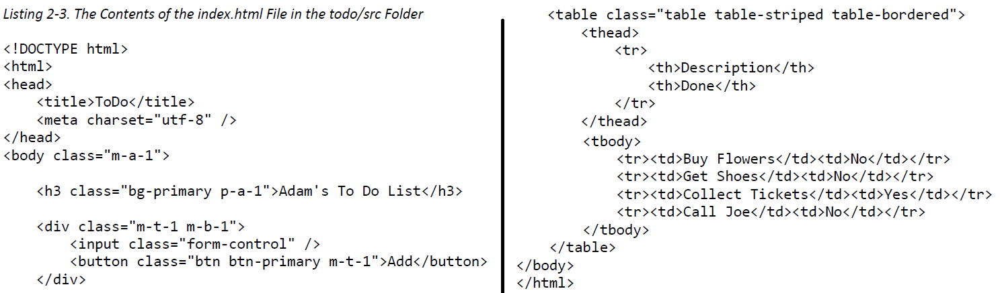 Listing 2-3. The Contents of the index.html File in the todo/src Folder
<!DOCTYPE html>
<html>
<head>
    <title>ToDo</title>
    <meta charset="utf-8" />
</head>
<body class="m-a-1">
    <h3 class="bg-primary p-a-1">Adam's To Do List</h3>
    <div class="m-t-1 m-b-1">
        <input class="form-control" />
        <button class="btn btn-primary m-t-1">Add</button>
    </div>
    <table class="table table-striped table-bordered">
        <thead>
            <tr>
                <th>Description</th>
                <th>Done</th>
            </tr>
        </thead>
        <tbody>
            <tr><td>Buy Flowers</td><td>No</td></tr>
            <tr><td>Get Shoes</td><td>No</td></tr>
            <tr><td>Collect Tickets</td><td>Yes</td></tr>
            <tr><td>Call Joe</td><td>No</td></tr>
        </tbody>
    </table>
</body>
</html>